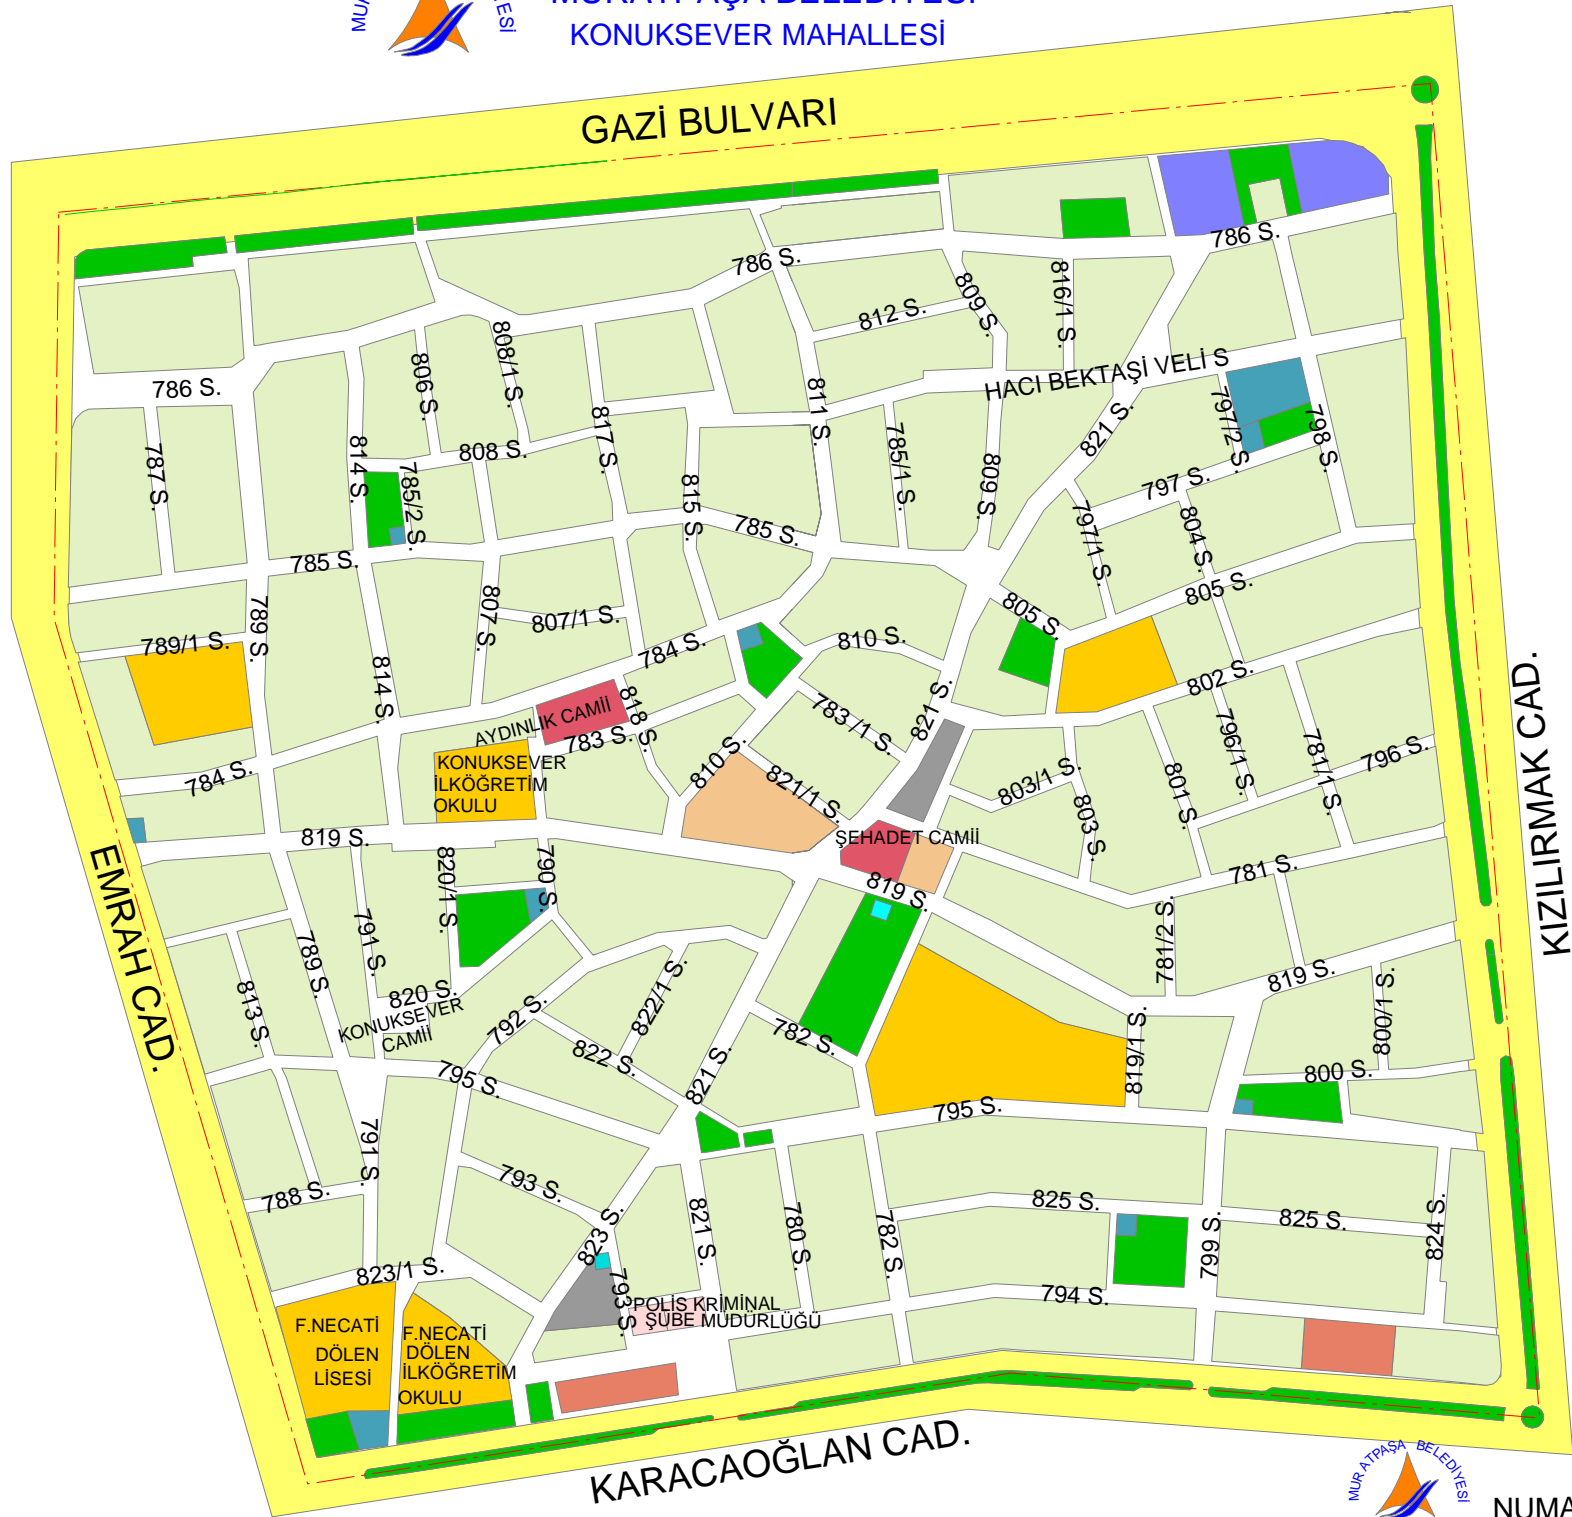 MURATPAŞA BELEDİYESİ
KONUKSEVER MAHALLESİ
GAZİ BULVARI
786 S.
786 S.
809 S.
816/1 S.
812 S.
808/1 S.
806 S.
HACI BEKTAŞİ VELİ S
786 S.
811 S.
797/2 S.
798 S.
821 S.
817 S.
787 S.
814 S.
785/2 S.
808 S.
785/1 S.
809 S.
815 S.
797 S.
785 S.
797/1 S.
804 S.
785 S.
805 S.
805 S.
789 S.
807 S.
807/1 S.
789/1 S.
784 S.
810 S.
814 S.
802 S.
KIZILIRMAK CAD.
818 S.
783 /1 S.
821 S.
AYDINLIK CAMİİ
783 S.
796/1 S.
781/1 S.
796 S.
KONUKSEVER
İLKÖĞRETİM
OKULU
784 S.
810 S.
821/1 S.
803/1 S.
803 S.
801 S.
819 S.
ŞEHADET CAMİİ
EMRAH CAD.
820/1 S.
790 S.
819 S.
781 S.
791 S.
789 S.
781/2 S.
819 S.
813 S.
820 S.
KONUKSEVER
CAMİİ
792 S.
822/1 S.
800/1 S.
782 S.
822 S.
819/1 S.
821 S.
800 S.
795 S.
795 S.
791 S.
788 S.
793 S.
821 S.
780 S.
782 S.
825 S.
825 S.
799 S.
824 S.
823 S.
823/1 S.
793 S.
794 S.
POLİS KRİMİNAL
ŞUBE MÜDÜRLÜĞÜ
F.NECATİ
DÖLEN
LİSESİ
F.NECATİ
DÖLEN
İLKÖĞRETİM
OKULU
KARACAOĞLAN CAD.
MURATPAŞA BELEDİYESİ